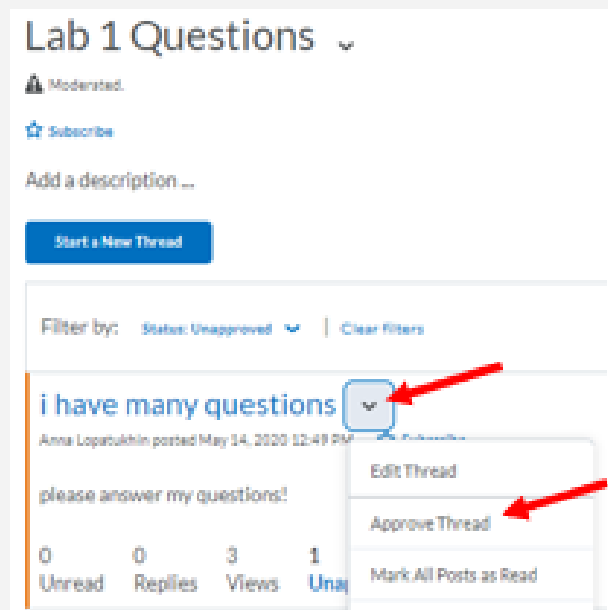 Lab 1 Questions
Moderated.
Subscribe
Add a description ...
Start a New Thread
Filter by: Status: Unapproved | Clear Filters
i have many questions
Anna Lopatukhin posted May 14, 2020 12:49 PM Subscribe
please answer my questions!
0 0 3 1
Unread Replies Views Una
Edit Thread
Approve Thread
Mark All Posts as Read